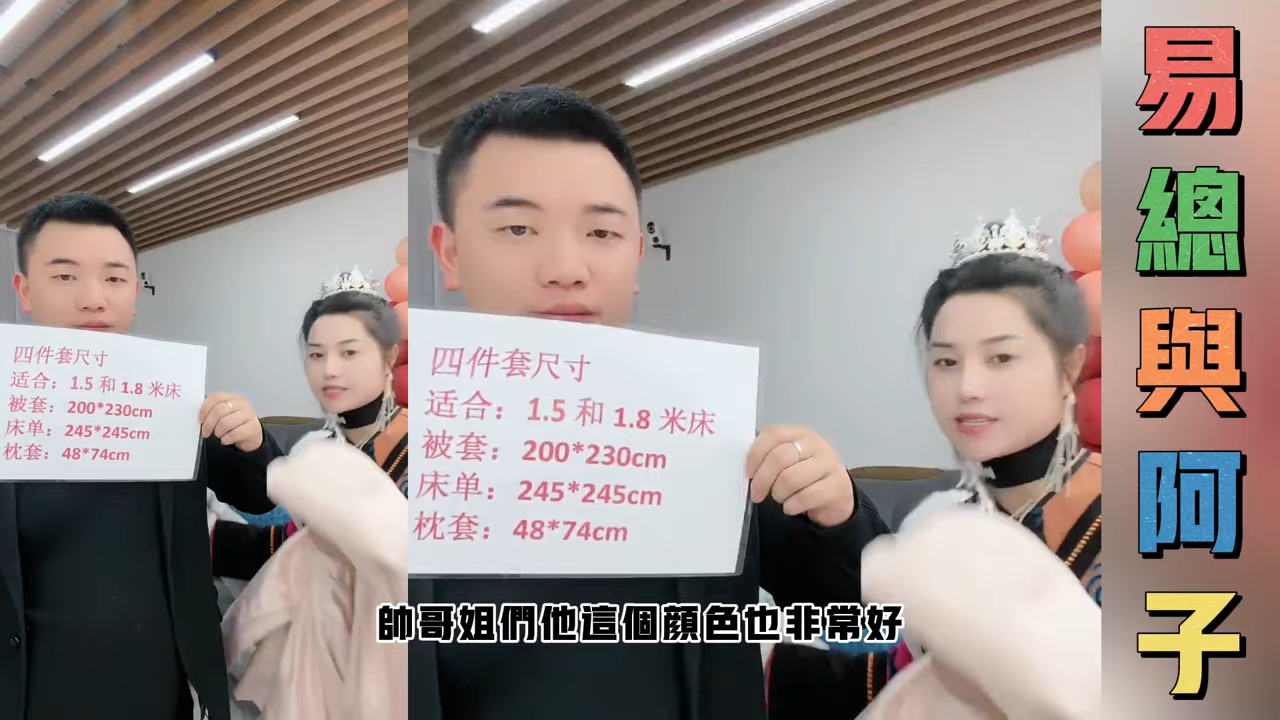 四件套尺寸
适合：1.5 和 1.8 米床
被套：200*230cm
床单：245*245cm
枕套：48*74cm
四件套尺寸
适合：1.5 和 1.8 米床
被套：200*230cm
床单：245*245cm
枕套：48*74cm
帥哥姐們他這個顏色也非常好
易總與阿子